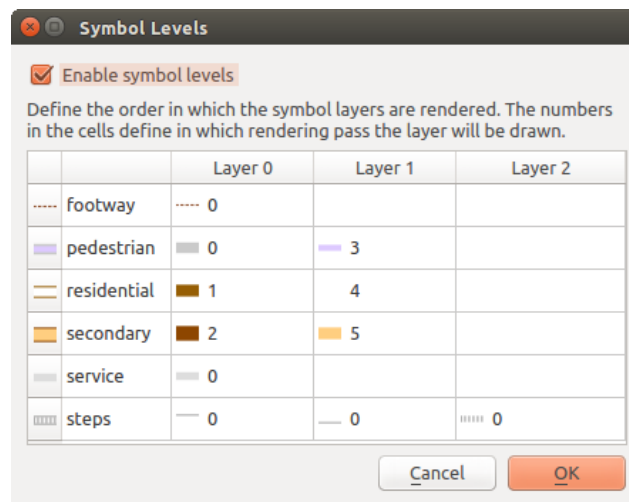 Symbol Levels
Enable symbol levels
Define the order in which the symbol layers are rendered. The numbers
in the cells define in which rendering pass the layer will be drawn.
Layer 0 Layer 1 Layer 2
footway 0
pedestrian 0 3
residential 1 4
secondary 2 5
service 0
steps 0 0 0
Cancel OK